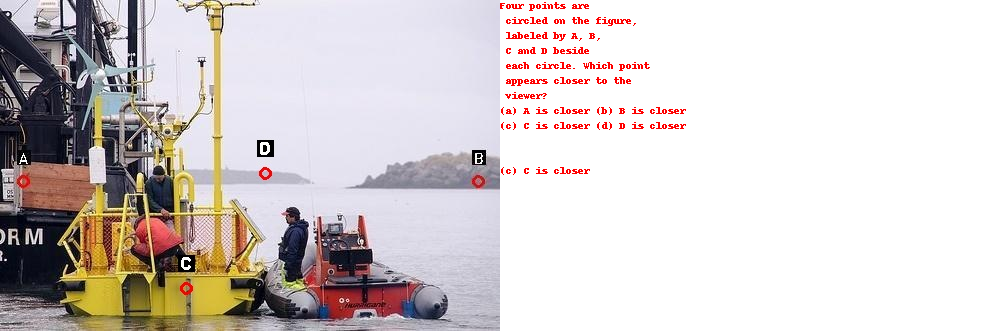 A
B
C
D
ORM
R.
HURRICANE
Four points are
circled on the figure,
labeled by A, B,
C and D beside
each circle. Which point
appears closer to the
viewer?
(a) A is closer (b) B is closer
(c) C is closer (d) D is closer
(c) C is closer